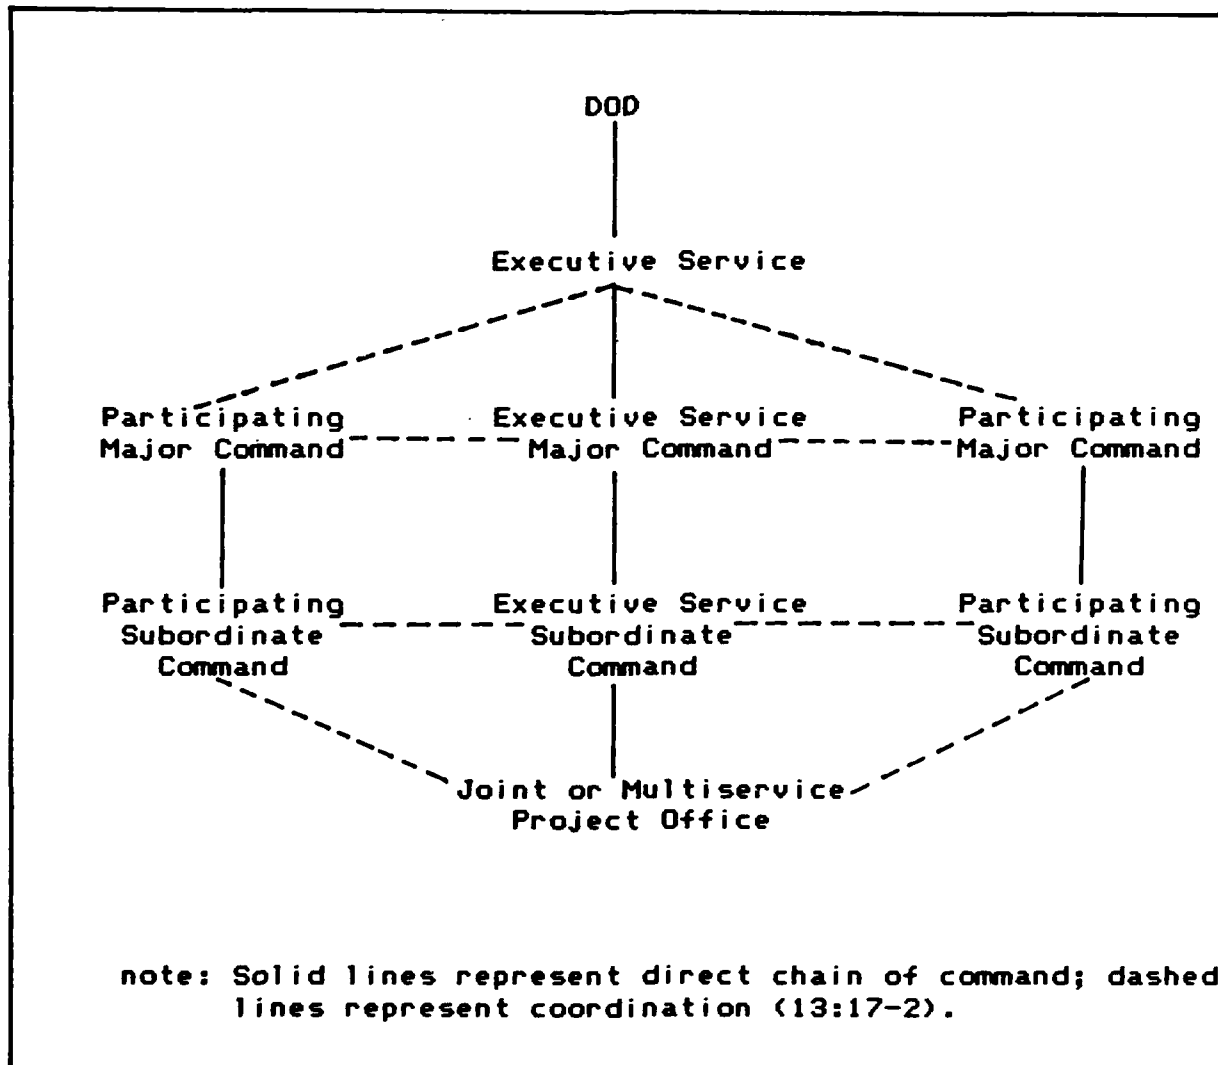 DOD
Executive Service
Participating Executive Service Participating
Major Command Major Command Major Command
Participating Executive Service Participating
Subordinate Subordinate Subordinate
Command Command Command
Joint or Multiservice
Project Office
note: Solid lines represent direct chain of command; dashed
lines represent coordination (13:17-2).